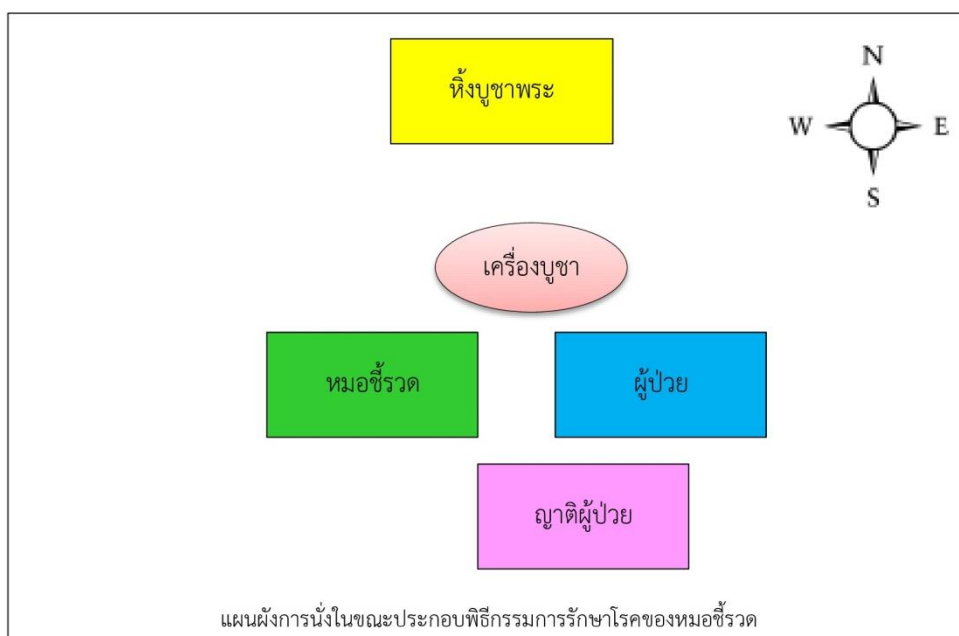 หิ้งบูชาพระ
N
W E
S
เครื่องบูชา
หมอชี้รวด ผู้ป่วย
ญาติผู้ป่วย
แผนผังการนั่งในขณะประกอบพิธีกรรมการรักษาโรคของหมอชี้รวด